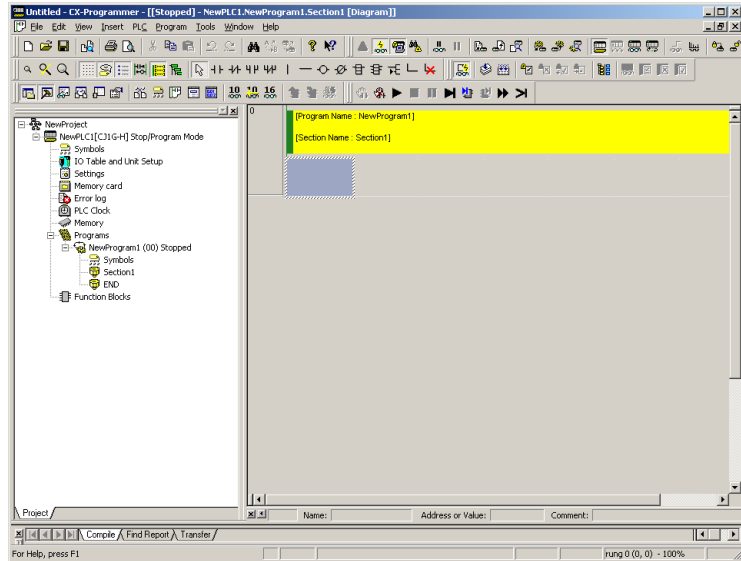 Untitled - CX-Programmer - [[Stopped] - NewPLC1.NewProgram1.Section1 [Diagram]]
File Edit View Insert PLC Program Tools Window Help
10 10 16
NewProject
NewPLC1[CJ1G-H] Stop/Program Mode
Symbols
IO Table and Unit Setup
Settings
Memory card
Error log
PLC Clock
Memory
Programs
NewProgram1 (00) Stopped
Symbols
Section1
END
Function Blocks
Project
0
[Program Name : NewProgram1]
[Section Name : Section1]
Name: Address or Value: Comment:
Compile Find Report Transfer
For Help, press F1 rung 0 (0, 0) - 100%